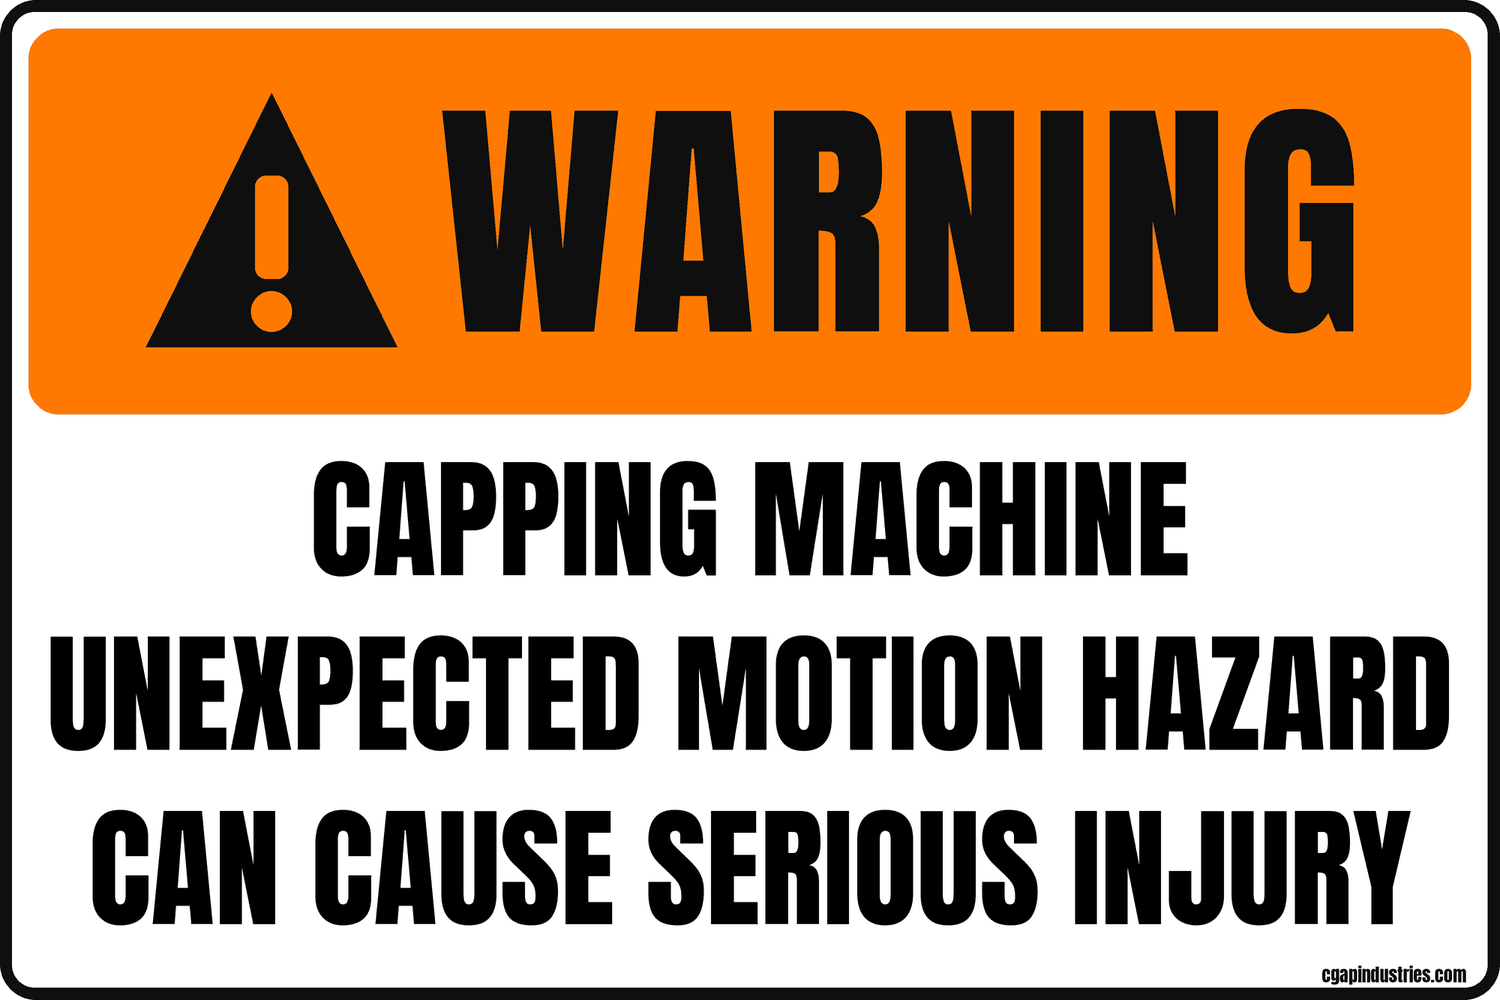 WARNING
CAPPING MACHINE
UNEXPECTED MOTION HAZARD
CAN CAUSE SERIOUS INJURY
cgapindustries.com